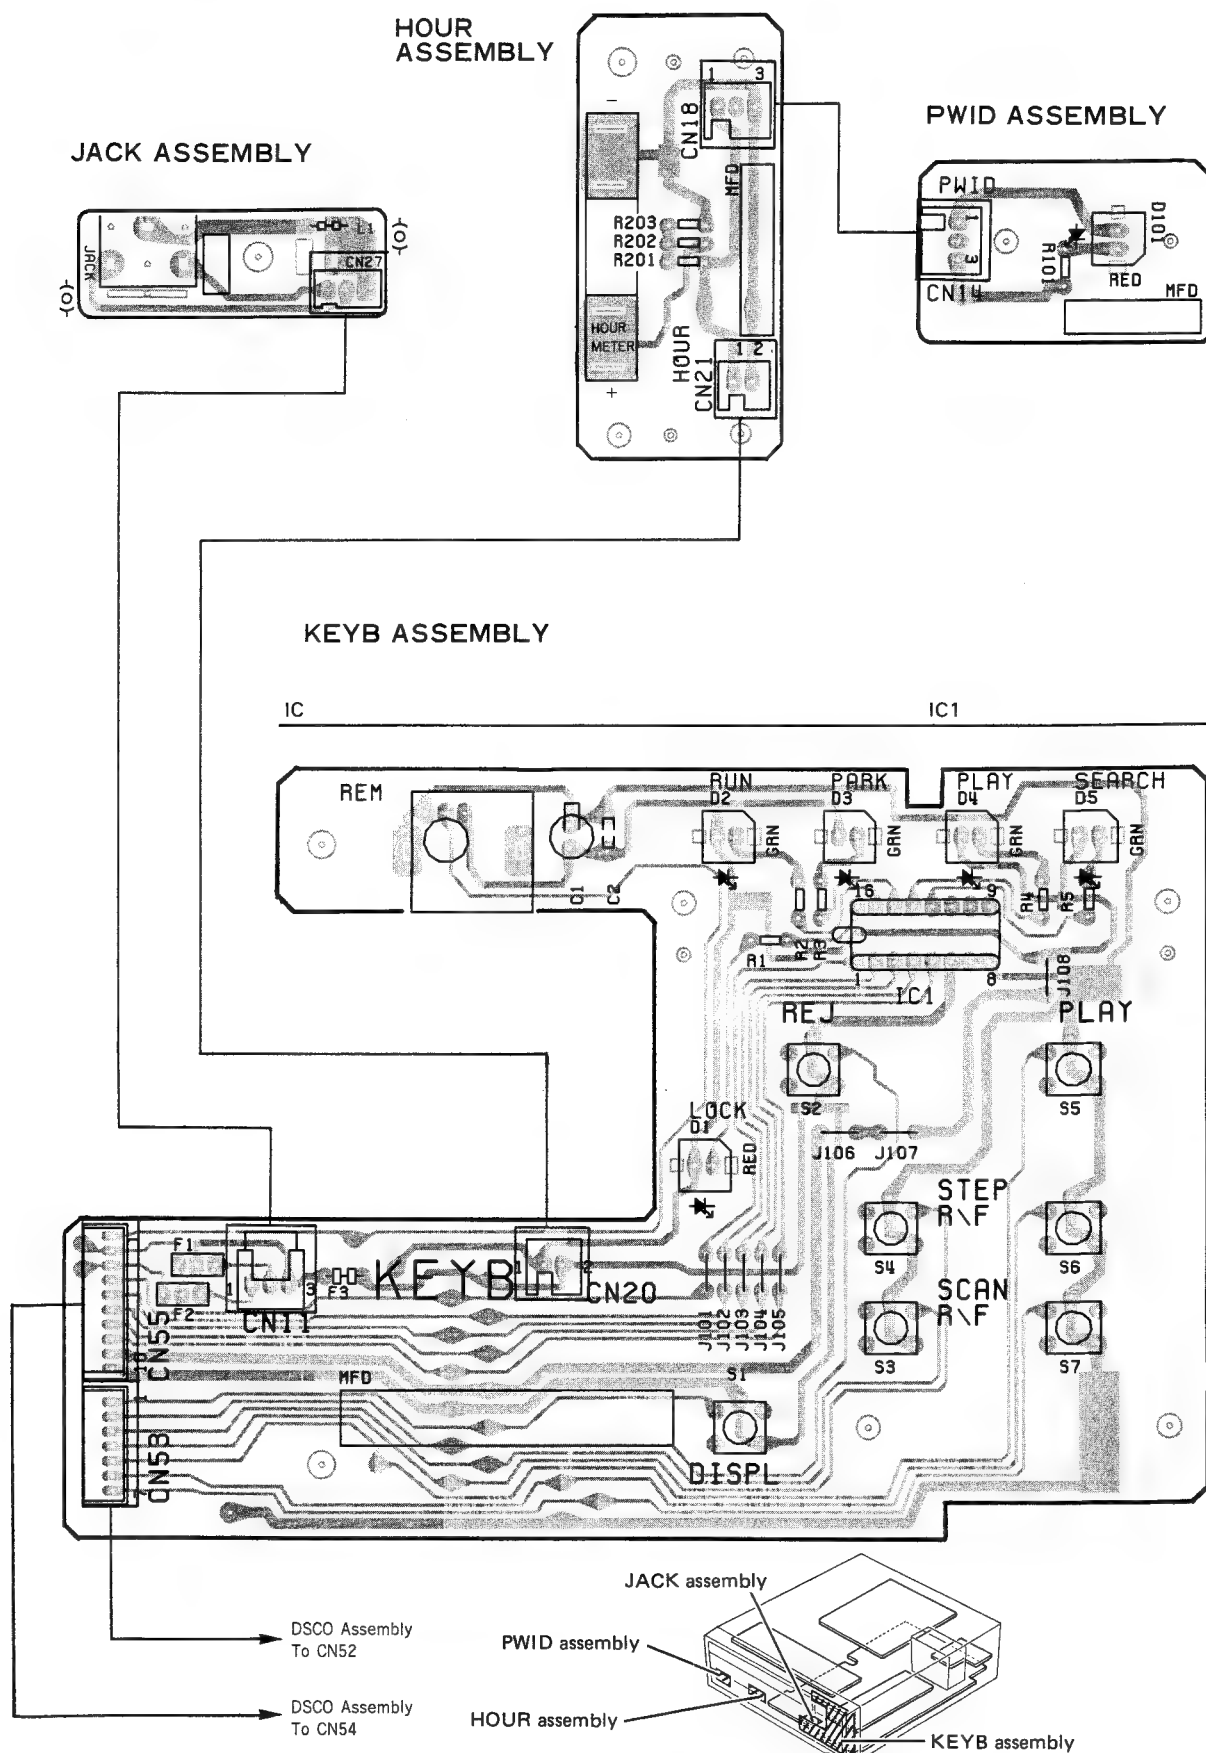 HOUR
ASSEMBLY
JACK ASSEMBLY
PWID ASSEMBLY
-
1 3
CN18
MFD
R203
R202
R201
HOUR
METER
+
HOUR
1 2
CN21
JACK
L1
CN27
(O)
(O)
PWID
1
3
CN14
D101
R101
RED
MFD
KEYB ASSEMBLY
IC
IC1
REM
RUN
D2
GRN
PARK
D3
GRN
PLAY
D4
GRN
SEARCH
D5
GRN
C2
16
9
R4
R5
R1
R2
R3
1
8
IC1
J108
REJ
PLAY
S2
S5
LOCK
D1
RED
J106 J107
STEP
R\F
S4
S6
SCAN
R\F
S3
S7
F1
F2
1
3
CN11
F3
KEYB
1
2
CN20
J101
J102
J103
J104
J105
CN55
10
MFD
S1
DISPL
1
CN53
DSCO Assembly
To CN52
DSCO Assembly
To CN54
JACK assembly
PWID assembly
HOUR assembly
KEYB assembly